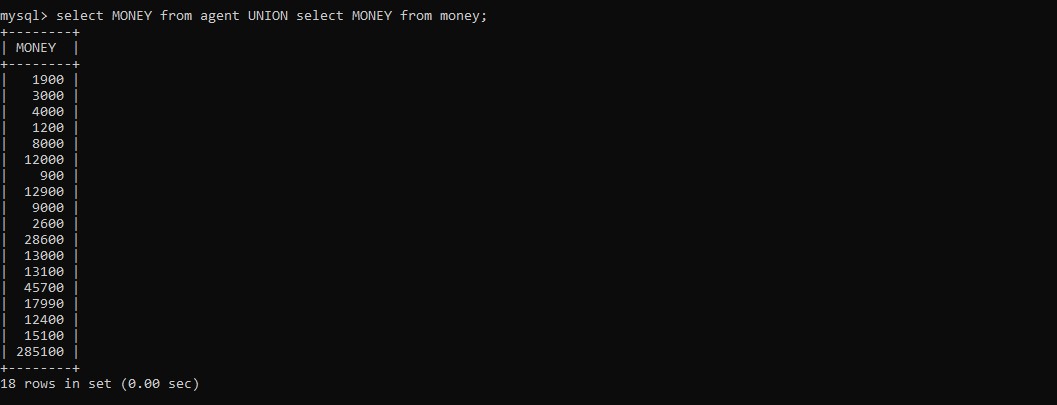 mysql> select MONEY from agent UNION select MONEY from money;
+--------+
| MONEY  |
+--------+
|   1900 |
|   3000 |
|   4000 |
|   1200 |
|   8000 |
|  12000 |
|    900 |
|  12900 |
|   9000 |
|   2600 |
|  28600 |
|  13000 |
|  13100 |
|  45700 |
|  17990 |
|  12400 |
|  15100 |
| 285100 |
+--------+
18 rows in set (0.00 sec)